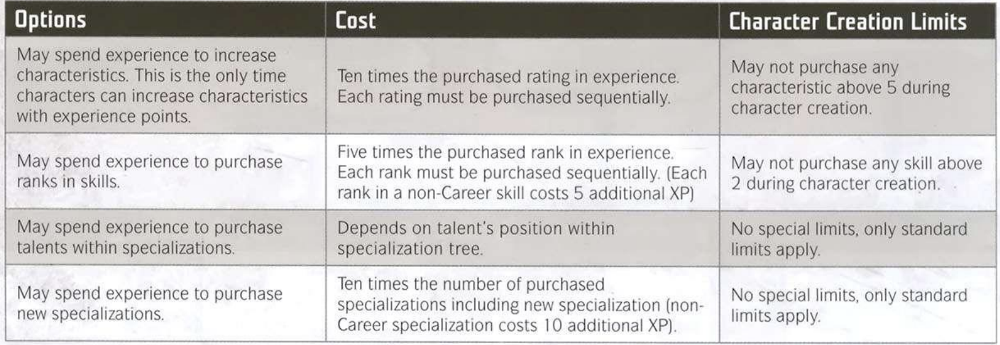 Options
Cost
Character Creation Limits
May spend experience to increase
characteristics. This is the only time
characters can increase characteristics
with experience points.
Ten times the purchased rating in experience.
Each rating must be purchased sequentially.
May not purchase any
characteristic above 5 during
character creation.
May spend experience to purchase
ranks in skills.
Five times the purchased rank in experience.
Each rank must be purchased sequentially. (Each
rank in a non-Career skill costs 5 additional XP)
May not purchase any skill above
2 during character creation.
May spend experience to purchase
talents within specializations.
Depends on talent's position within
specialization tree.
No special limits, only standard
limits apply.
May spend experience to purchase
new specializations.
Ten times the number of purchased
specializations including new specialization (non-
Career specialization costs 10 additional XP).
No special limits, only standard
limits apply.